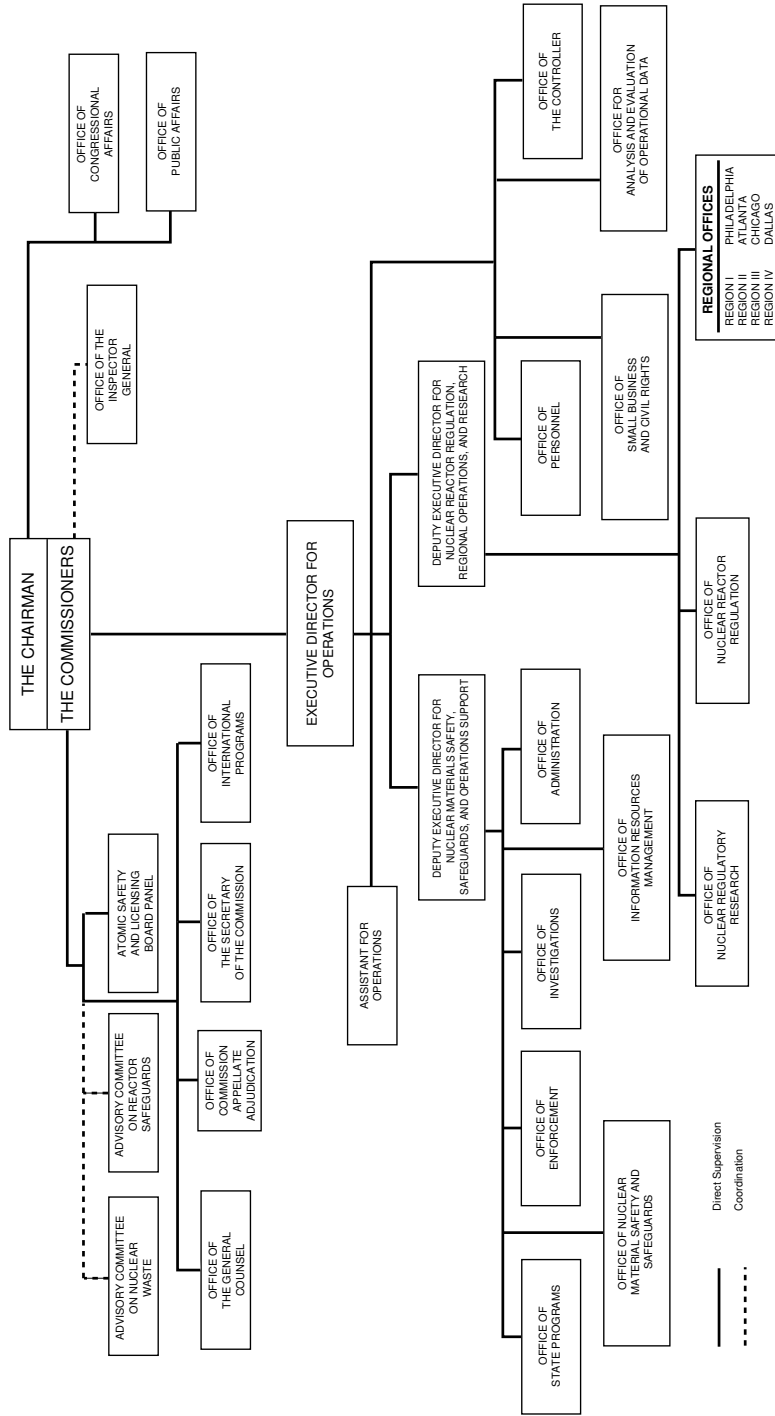 THE CHAIRMAN
THE COMMISSIONERS
OFFICE OF
CONGRESSIONAL
AFFAIRS
OFFICE OF
PUBLIC AFFAIRS
OFFICE OF THE
INSPECTOR
GENERAL
ADVISORY COMMITTEE
ON NUCLEAR
WASTE
ADVISORY COMMITTEE
ON REACTOR
SAFEGUARDS
ATOMIC SAFETY
AND LICENSING
BOARD PANEL
OFFICE OF
THE GENERAL
COUNSEL
OFFICE OF
COMMISSION
APPELLATE
ADJUDICATION
OFFICE OF
THE SECRETARY
OF THE COMMISSION
OFFICE OF
INTERNATIONAL
PROGRAMS
EXECUTIVE DIRECTOR FOR
OPERATIONS
ASSISTANT FOR
OPERATIONS
DEPUTY EXECUTIVE DIRECTOR FOR
NUCLEAR MATERIALS SAFETY,
SAFEGUARDS, AND OPERATIONS SUPPORT
DEPUTY EXECUTIVE DIRECTOR FOR
NUCLEAR REACTOR REGULATION,
REGIONAL OPERATIONS, AND RESEARCH
OFFICE OF
STATE PROGRAMS
OFFICE OF
ENFORCEMENT
OFFICE OF
INVESTIGATIONS
OFFICE OF
ADMINISTRATION
OFFICE OF
PERSONNEL
OFFICE OF
THE CONTROLLER
OFFICE OF NUCLEAR
MATERIAL SAFETY AND
SAFEGUARDS
OFFICE OF
INFORMATION RESOURCES
MANAGEMENT
OFFICE OF
SMALL BUSINESS
AND CIVIL RIGHTS
OFFICE FOR
ANALYSIS AND EVALUATION
OF OPERATIONAL DATA
OFFICE OF
NUCLEAR REGULATORY
RESEARCH
OFFICE OF
NUCLEAR REACTOR
REGULATION
REGIONAL OFFICES
REGION I PHILADELPHIA
REGION II ATLANTA
REGION III CHICAGO
REGION IV DALLAS
Direct Supervision
Coordination